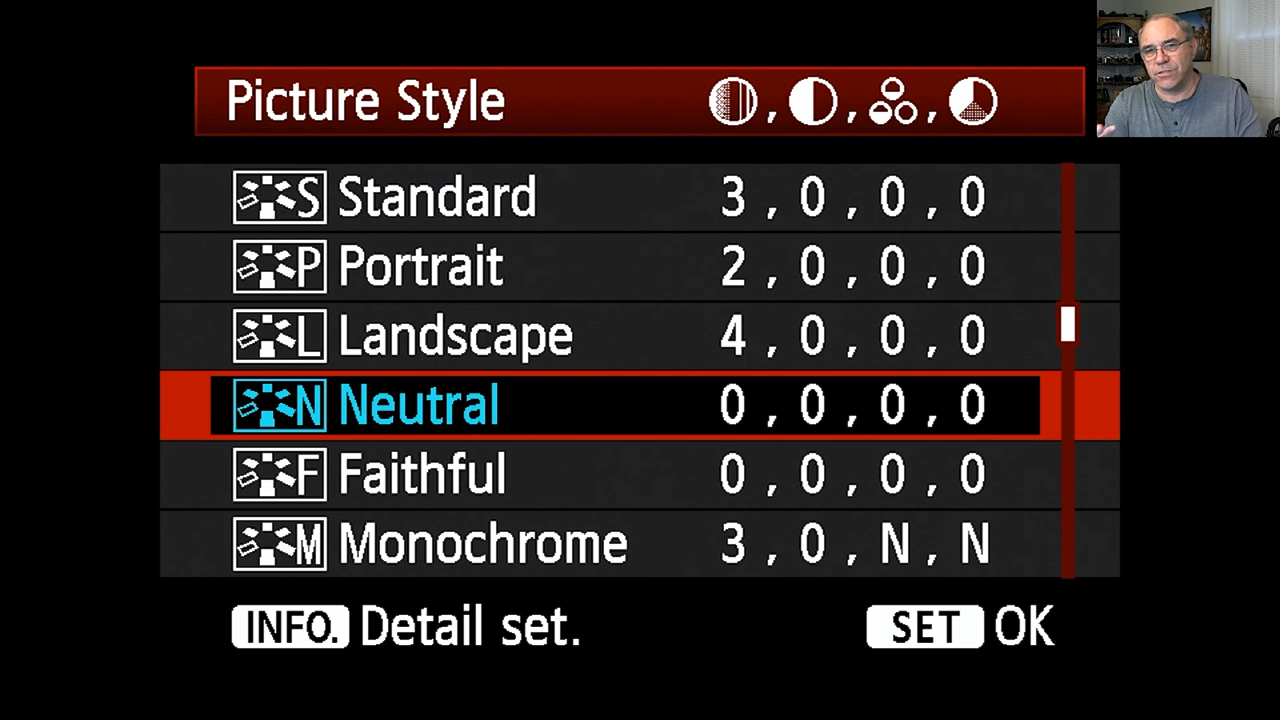 Picture Style , , ,
S Standard 3 , 0 , 0 , 0
P Portrait 2 , 0 , 0 , 0
L Landscape 4 , 0 , 0 , 0
N Neutral 0 , 0 , 0 , 0
F Faithful 0 , 0 , 0 , 0
M Monochrome 3 , 0 , N , N
INFO. Detail set. SET OK